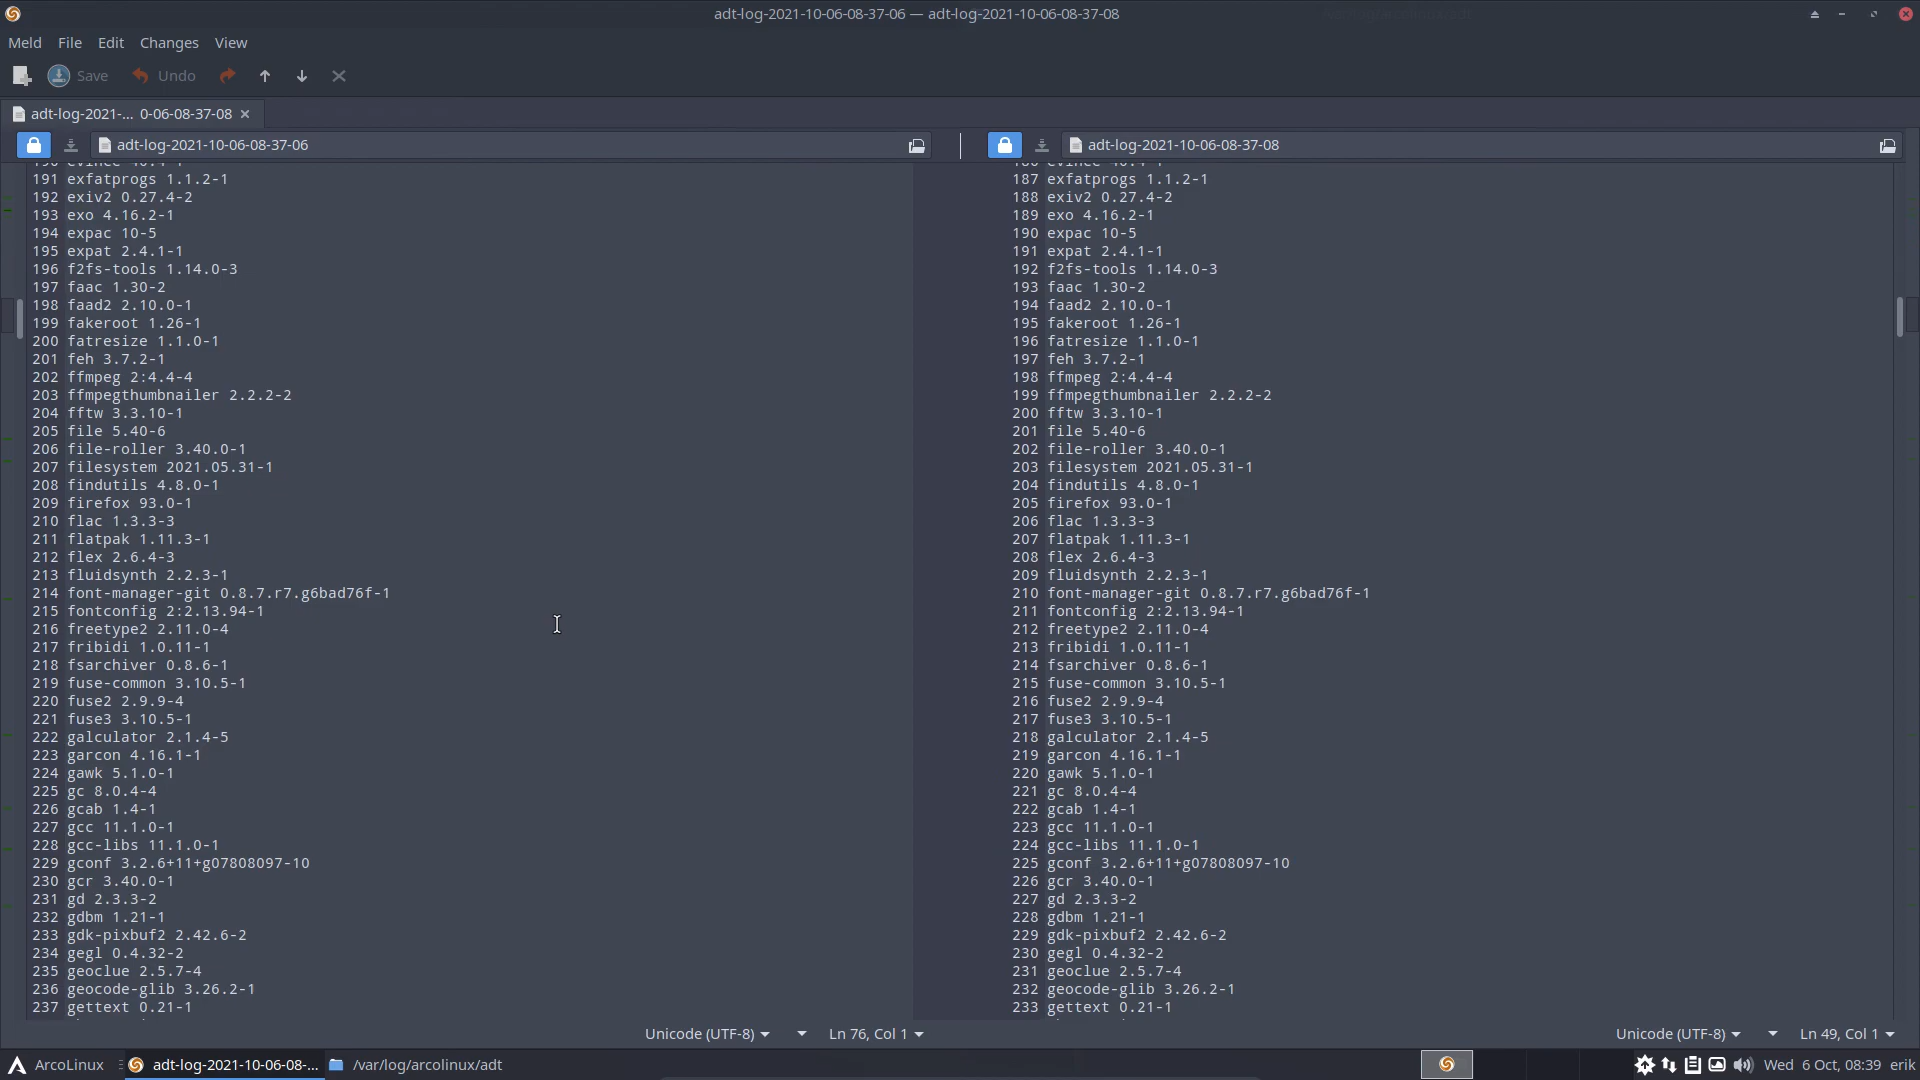 adt-log-2021-10-06-08-37-06 — adt-log-2021-10-06-08-37-08
Meld File Edit Changes View
Save Undo
adt-log-2021-... 0-06-08-37-08
adt-log-2021-10-06-08-37-06
191 exfatprogs 1.1.2-1
192 exiv2 0.27.4-2
193 exo 4.16.2-1
194 expac 10-5
195 expat 2.4.1-1
196 f2fs-tools 1.14.0-3
197 faac 1.30-2
198 faad2 2.10.0-1
199 fakeroot 1.26-1
200 fatresize 1.1.0-1
201 feh 3.7.2-1
202 ffmpeg 2:4.4-4
203 ffmpegthumbnailer 2.2.2-2
204 fftw 3.3.10-1
205 file 5.40-6
206 file-roller 3.40.0-1
207 filesystem 2021.05.31-1
208 findutils 4.8.0-1
209 firefox 93.0-1
210 flac 1.3.3-3
211 flatpak 1.11.3-1
212 flex 2.6.4-3
213 fluidsynth 2.2.3-1
214 font-manager-git 0.8.7.r7.g6bad76f-1
215 fontconfig 2:2.13.94-1
216 freetype2 2.11.0-4
217 fribidi 1.0.11-1
218 fsarchiver 0.8.6-1
219 fuse-common 3.10.5-1
220 fuse2 2.9.9-4
221 fuse3 3.10.5-1
222 galculator 2.1.4-5
223 garcon 4.16.1-1
224 gawk 5.1.0-1
225 gc 8.0.4-4
226 gcab 1.4-1
227 gcc 11.1.0-1
228 gcc-libs 11.1.0-1
229 gconf 3.2.6+11+g07808097-10
230 gcr 3.40.0-1
231 gd 2.3.3-2
232 gdbm 1.21-1
233 gdk-pixbuf2 2.42.6-2
234 gegl 0.4.32-2
235 geoclue 2.5.7-4
236 geocode-glib 3.26.2-1
237 gettext 0.21-1
Unicode (UTF-8) Ln 76, Col 1
adt-log-2021-10-06-08-37-08
187 exfatprogs 1.1.2-1
188 exiv2 0.27.4-2
189 exo 4.16.2-1
190 expac 10-5
191 expat 2.4.1-1
192 f2fs-tools 1.14.0-3
193 faac 1.30-2
194 faad2 2.10.0-1
195 fakeroot 1.26-1
196 fatresize 1.1.0-1
197 feh 3.7.2-1
198 ffmpeg 2:4.4-4
199 ffmpegthumbnailer 2.2.2-2
200 fftw 3.3.10-1
201 file 5.40-6
202 file-roller 3.40.0-1
203 filesystem 2021.05.31-1
204 findutils 4.8.0-1
205 firefox 93.0-1
206 flac 1.3.3-3
207 flatpak 1.11.3-1
208 flex 2.6.4-3
209 fluidsynth 2.2.3-1
210 font-manager-git 0.8.7.r7.g6bad76f-1
211 fontconfig 2:2.13.94-1
212 freetype2 2.11.0-4
213 fribidi 1.0.11-1
214 fsarchiver 0.8.6-1
215 fuse-common 3.10.5-1
216 fuse2 2.9.9-4
217 fuse3 3.10.5-1
218 galculator 2.1.4-5
219 garcon 4.16.1-1
220 gawk 5.1.0-1
221 gc 8.0.4-4
222 gcab 1.4-1
223 gcc 11.1.0-1
224 gcc-libs 11.1.0-1
225 gconf 3.2.6+11+g07808097-10
226 gcr 3.40.0-1
227 gd 2.3.3-2
228 gdbm 1.21-1
229 gdk-pixbuf2 2.42.6-2
230 gegl 0.4.32-2
231 geoclue 2.5.7-4
232 geocode-glib 3.26.2-1
233 gettext 0.21-1
Unicode (UTF-8) Ln 49, Col 1
ArcoLinux adt-log-2021-10-06-08-... /var/log/arcolinux/adt Wed 6 Oct, 08:39 erik